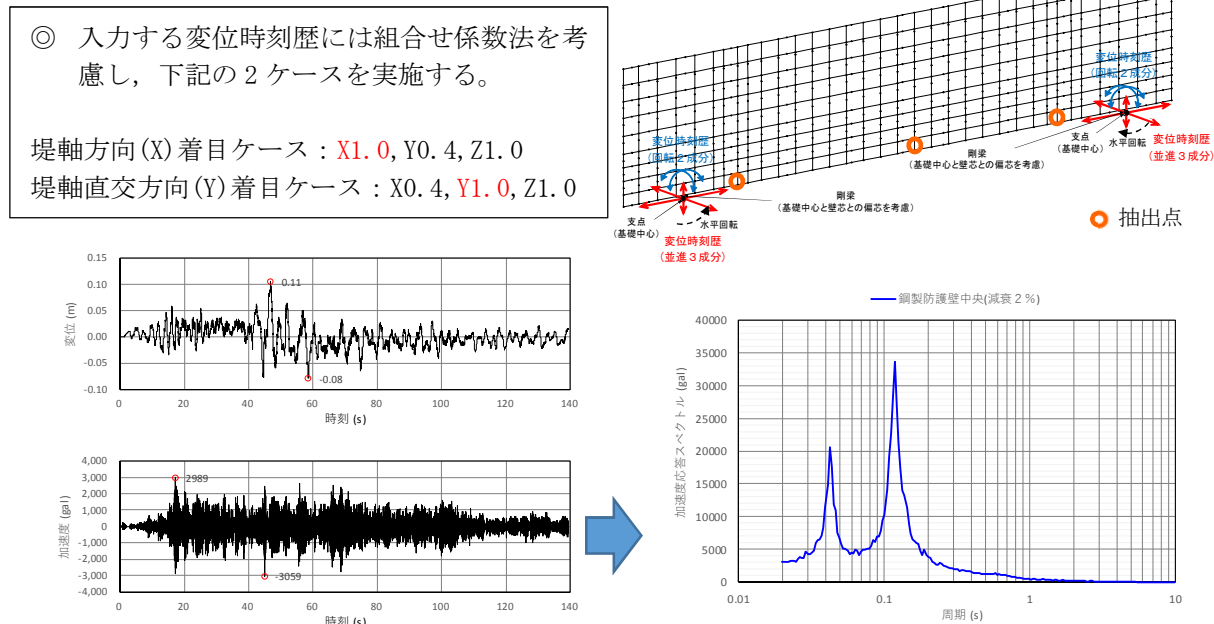 ◎ 入力する変位時刻歴には組合せ係数法を考
慮し，下記の２ケースを実施する。
堤軸方向(X)着目ケース：X1.0,Y0.4,Z1.0
堤軸直交方向(Y)着目ケース：X0.4,Y1.0,Z1.0
変位時刻歴
(回転２成分)
支点
(基礎中心)
水平回転
変位時刻歴
(並進３成分)
剛梁
(基礎中心と壁芯との偏芯を考慮)
変位時刻歴
(回転２成分)
剛梁
(基礎中心と壁芯との偏芯を考慮)
支点
(基礎中心)
水平回転
変位時刻歴
(並進３成分)
抽出点
変位 (m)
0.15
0.10
0.05
0.00
-0.05
-0.10
0.11
-0.08
0 20 40 60 80 100 120 140
時刻 (s)
加速度 (gal)
4,000
3,000
2,000
1,000
0
-1,000
-2,000
-3,000
-4,000
2989
-3059
0 20 40 60 80 100 120 140
時刻 (s)
鋼製防護壁中央(減衰２%)
加速度応答スペクトル (gal)
40000
35000
30000
25000
20000
15000
10000
5000
0
0.01 0.1 1 10
周期 (s)